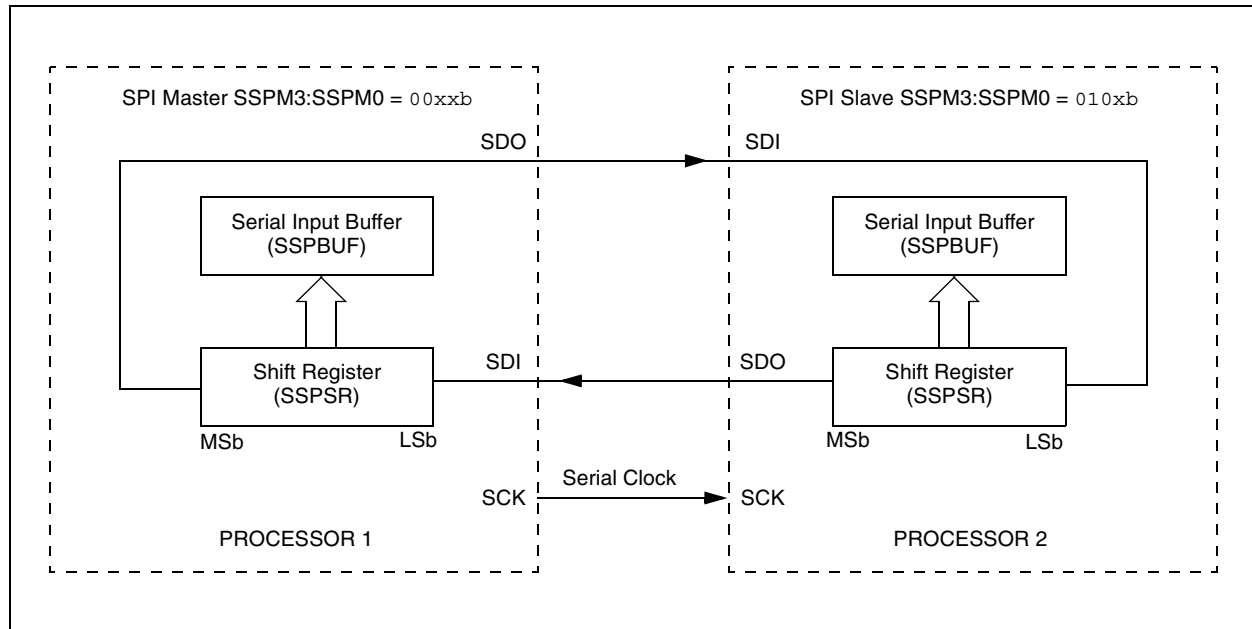 SPI Master SSPM3:SSPM0 = 00xxb
SPI Slave SSPM3:SSPM0 = 010xb
SDO
SDI
Serial Input Buffer
(SSPBUF)
Serial Input Buffer
(SSPBUF)
SDI
SDO
Shift Register
(SSPSR)
Shift Register
(SSPSR)
MSb
LSb
MSb
LSb
Serial Clock
SCK
SCK
PROCESSOR 1
PROCESSOR 2